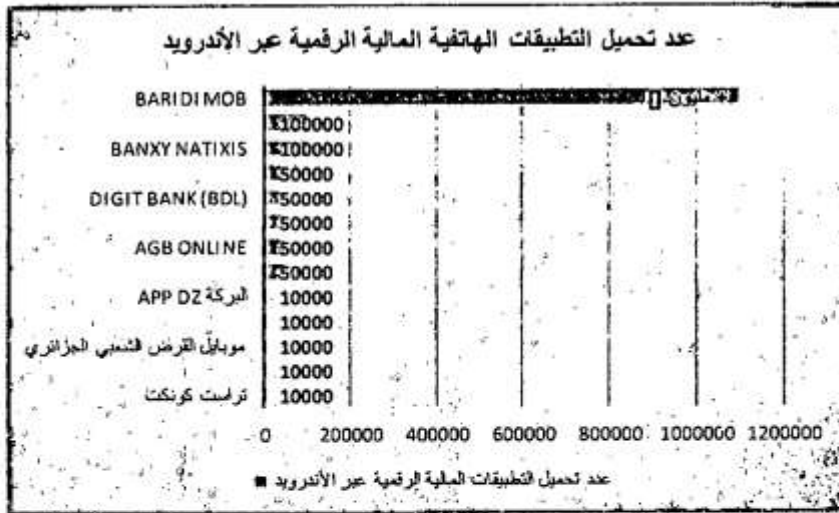 عدد تحميل التطبيقات الهاتفية المالية الرقمية عبر الأندرويد
BARIDI MOB
100000
BANXY NATIXIS 100000
50000
DIGIT BANK (BDL) 50000
50000
AGB ONLINE 50000
50000
APP DZ البركة 10000
10000
موبايل القرض الشعبي الجزائري 10000
10000
تراست كونكت 10000
0 200000 400000 600000 800000 1000000 1200000
عدد تحميل التطبيقات المالية الرقمية عبر الأندرويد